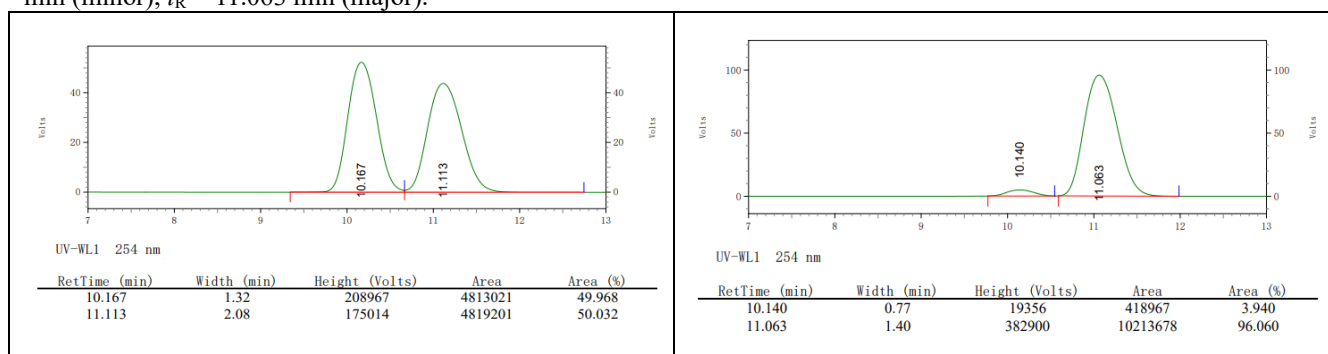 min (minor), tR = 11.063 min (major).
40
20
0
Volts
10.167
11.113
40
20
0
Volts
7 8 9 10 11 12 13
UV-WL1 254 nm
RetTime (min) Width (min) Height (Volts) Area Area (%)
10.167 1.32 208967 4813021 49.968
11.113 2.08 175014 4819201 50.032
100
50
0
Volts
10.140
11.063
100
50
0
Volts
7 8 9 10 11 12 13
UV-WL1 254 nm
RetTime (min) Width (min) Height (Volts) Area Area (%)
10.140 0.77 19356 418967 3.940
11.063 1.40 382900 10213678 96.060